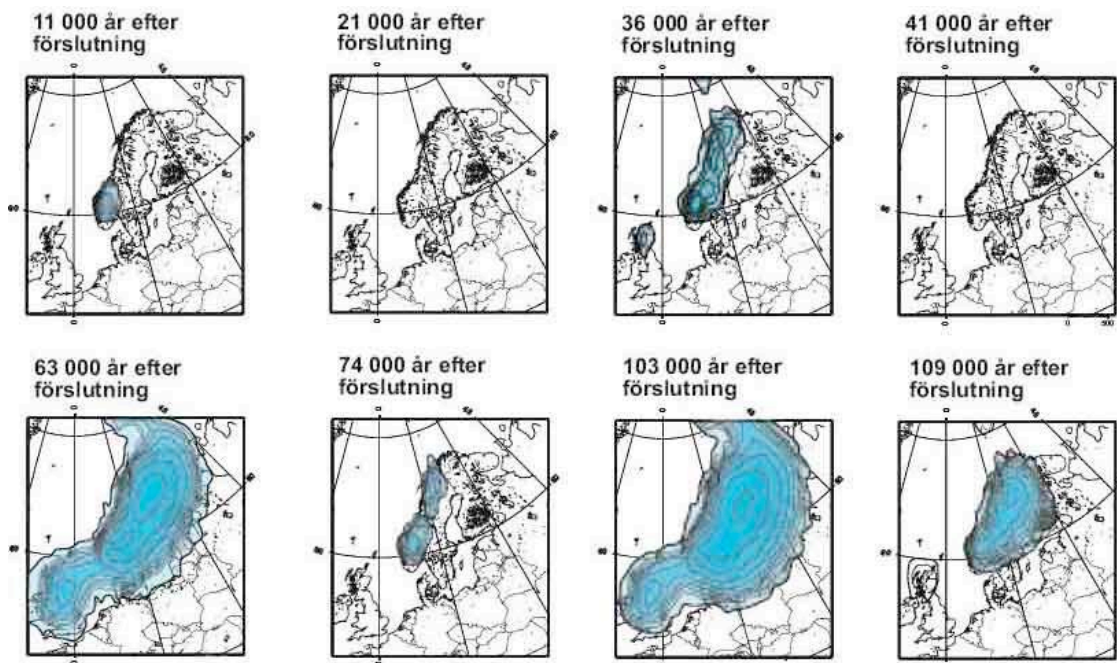 11 000 år efter
förslutning
21 000 år efter
förslutning
36 000 år efter
förslutning
41 000 år efter
förslutning
63 000 år efter
förslutning
74 000 år efter
förslutning
103 000 år efter
förslutning
109 000 år efter
förslutning